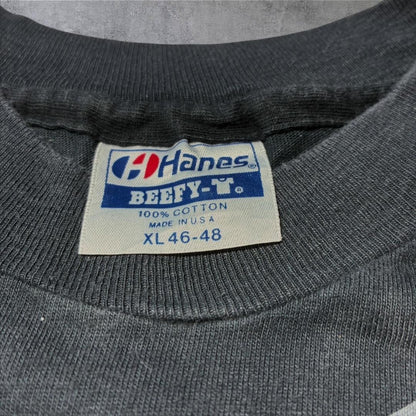 Hanes®
BEEFY-T®
100% COTTON
MADE IN U.S.A
XL 46-48